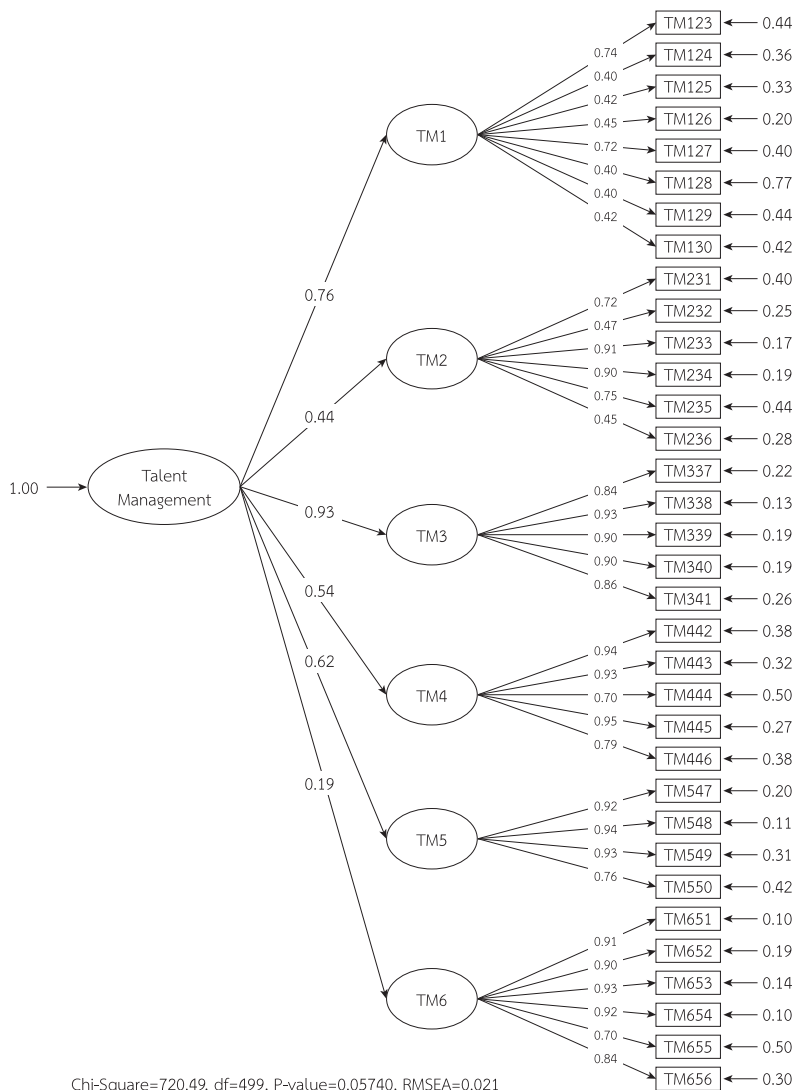 TM123 0.44
0.74
TM124 0.36
0.40
TM125 0.33
0.42
TM126 0.20
0.45
TM1
TM127 0.40
0.72
TM128 0.77
0.40
TM129 0.44
0.40
TM130 0.42
0.42
TM231 0.40
0.76
0.72
TM232 0.25
0.47
TM233 0.17
0.91
TM2
TM234 0.19
0.90
TM235 0.44
0.75
0.44
TM236 0.28
0.45
TM337 0.22
Talent
Management
1.00
0.84
TM338 0.13
0.93
0.93
TM3
TM339 0.19
0.90
TM340 0.19
0.90
TM341 0.26
0.86
0.54
TM442 0.38
0.94
0.62
TM443 0.32
0.93
TM4
TM444 0.50
0.70
TM445 0.27
0.95
TM446 0.38
0.79
0.19
TM547 0.20
0.92
TM548 0.11
0.94
TM5
TM549 0.31
0.93
TM550 0.42
0.76
TM651 0.10
0.91
TM652 0.19
0.90
TM653 0.14
0.93
TM6
TM654 0.10
0.92
TM655 0.50
0.70
TM656 0.30
0.84
Chi-Square=720.49, df=499, P-value=0.05740, RMSEA=0.021